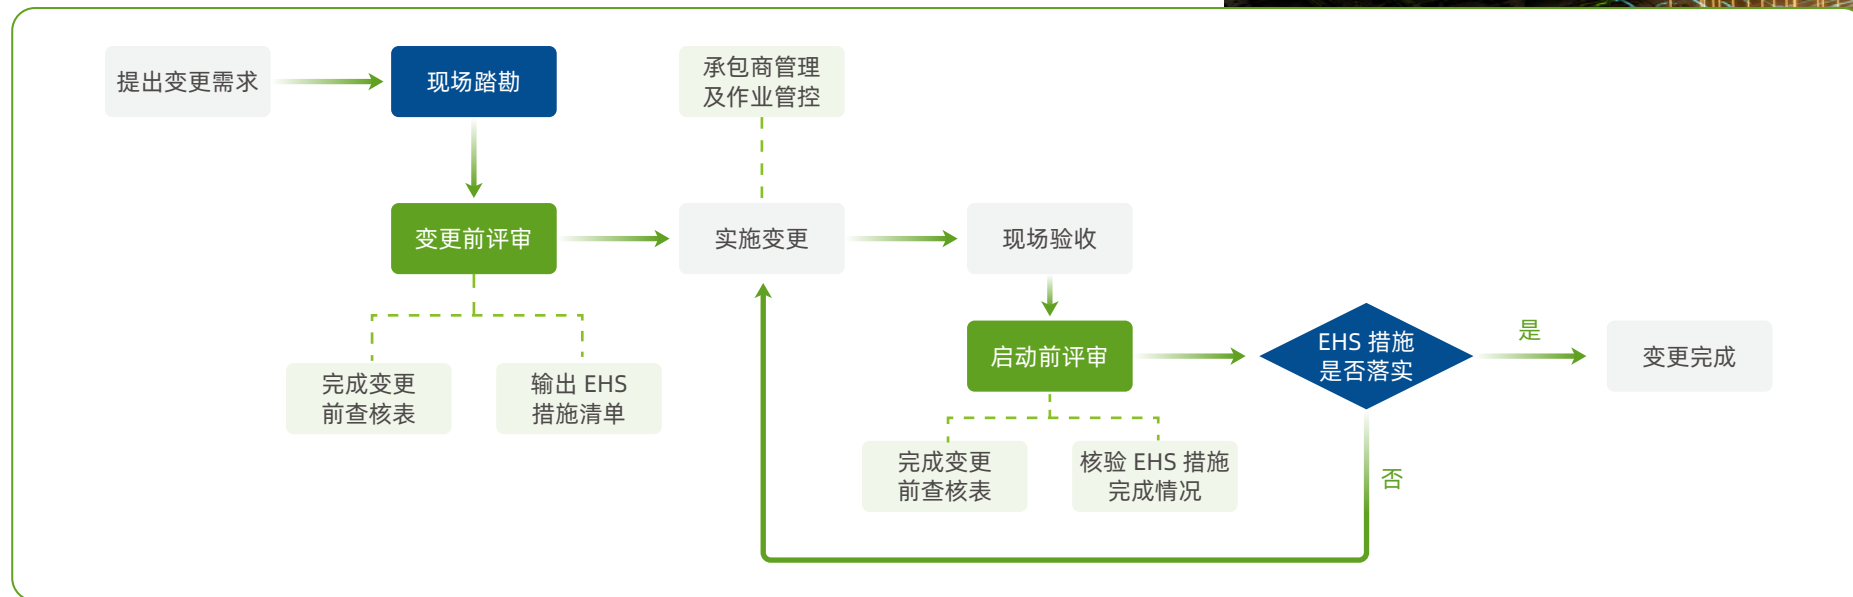 提出变更需求
现场踏勘
承包商管理
及作业管控
变更前评审
实施变更
现场验收
完成变更
前查核表
输出 EHS
措施清单
启动前评审
EHS 措施
是否落实
是
变更完成
完成变更
前查核表
核验 EHS 措施
完成情况
否